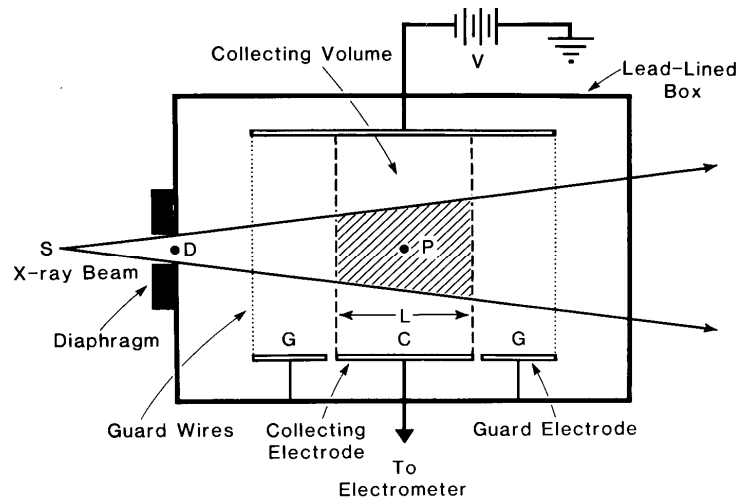 Collecting Volume
V
Lead-Lined
Box
S
D
P
X-ray Beam
Diaphragm
L
G
C
G
Guard Wires
Collecting
Electrode
Guard Electrode
To
Electrometer